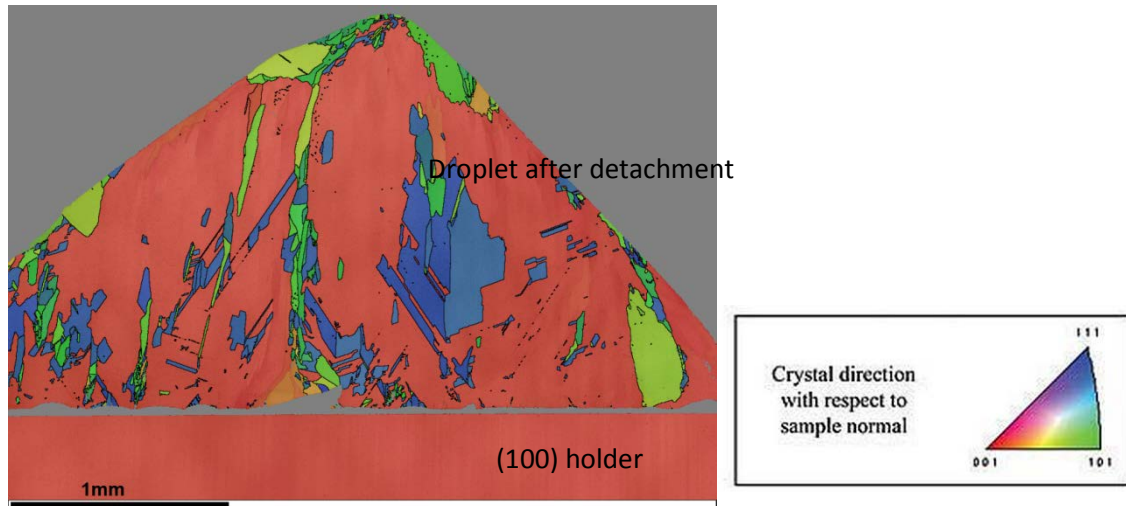 Droplet after detachment
(100) holder
1mm
Crystal direction
with respect to
sample normal
111
001
101